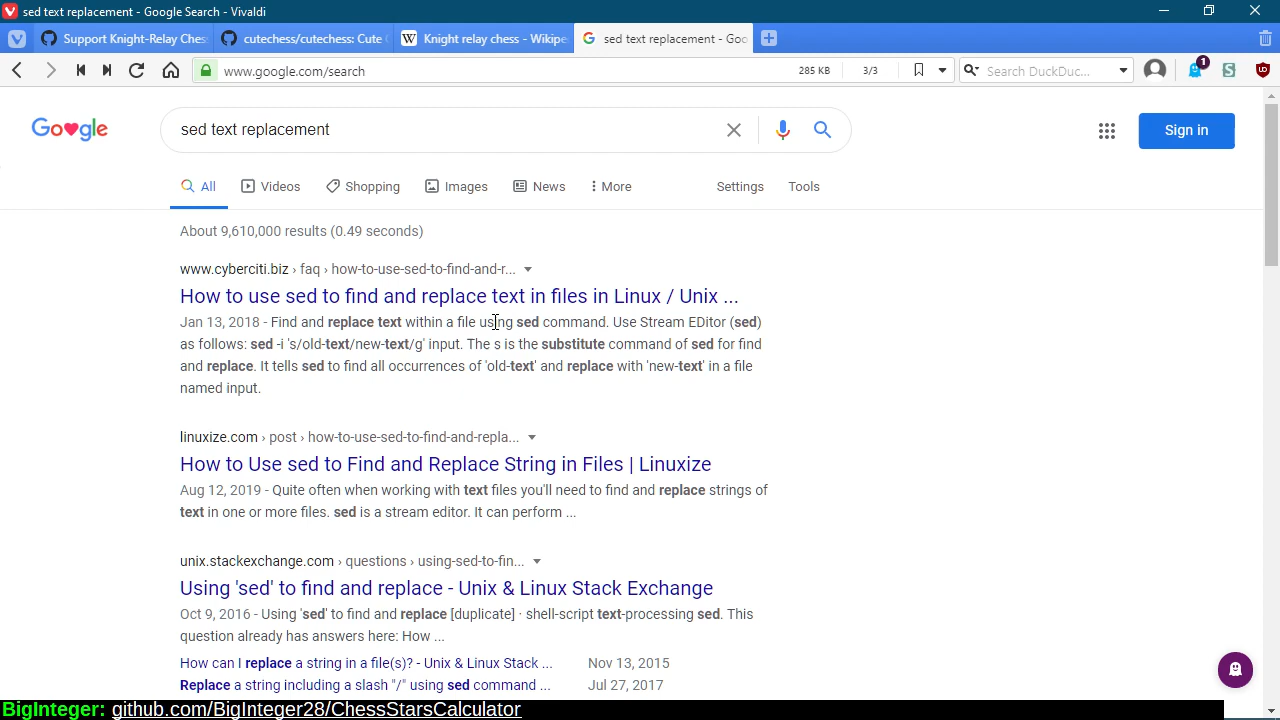 sed text replacement - Google Search - Vivaldi
Support Knight-Relay Ches
cutechess/cutechess: Cute
Knight relay chess - Wikipe
sed text replacement - Goo
www.google.com/search
285 KB
3/3
Search DuckDuc...
1
Google
sed text replacement
Sign in
All
Videos
Shopping
Images
News
More
Settings
Tools
About 9,610,000 results (0.49 seconds)
www.cyberciti.biz › faq › how-to-use-sed-to-find-and-r...
How to use sed to find and replace text in files in Linux / Unix ...
Jan 13, 2018 - Find and replace text within a file using sed command. Use Stream EDitor (sed)
as follows: sed -i 's/old-text/new-text/g' input. The s is the substitute command of sed for find
and replace. It tells sed to find all occurrences of 'old-text' and replace with 'new-text' in a file
named input.
linuxize.com › post › how-to-use-sed-to-find-and-repla...
How to Use sed to Find and Replace String in Files | Linuxize
Aug 12, 2019 - Quite often when working with text files you'll need to find and replace strings of
text in one or more files. sed is a stream editor. It can perform ...
unix.stackexchange.com › questions › using-sed-to-fin...
Using 'sed' to find and replace - Unix & Linux Stack Exchange
Oct 9, 2016 - Using 'sed' to find and replace [duplicate] · shell-script text-processing sed. This
question already has answers here: How ...
How can I replace a string in a file(s)? - Unix & Linux Stack ... Nov 13, 2015
Replace a string including a slash "/" using sed command ... Jul 27, 2017
BigInteger: github.com/BigInteger28/ChessStarsCalculator